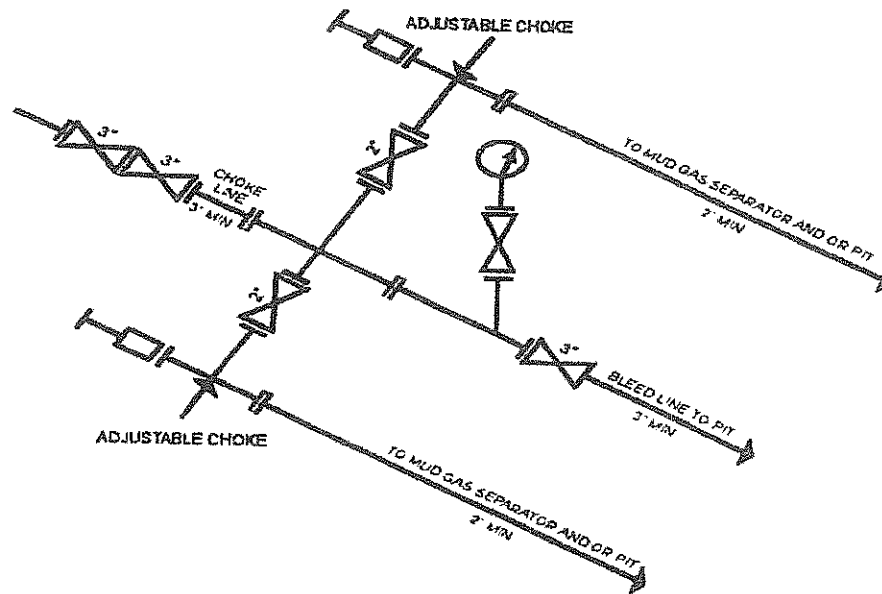 ADJUSTABLE CHOKE
3"
3"
CHOKE
LINE
3" MIN
2"
TO MUD GAS SEPARATOR AND OR PIT
2" MIN
2"
3"
BLEED LINE TO PIT
3" MIN
ADJUSTABLE CHOKE
TO MUD GAS SEPARATOR AND OR PIT
2" MIN